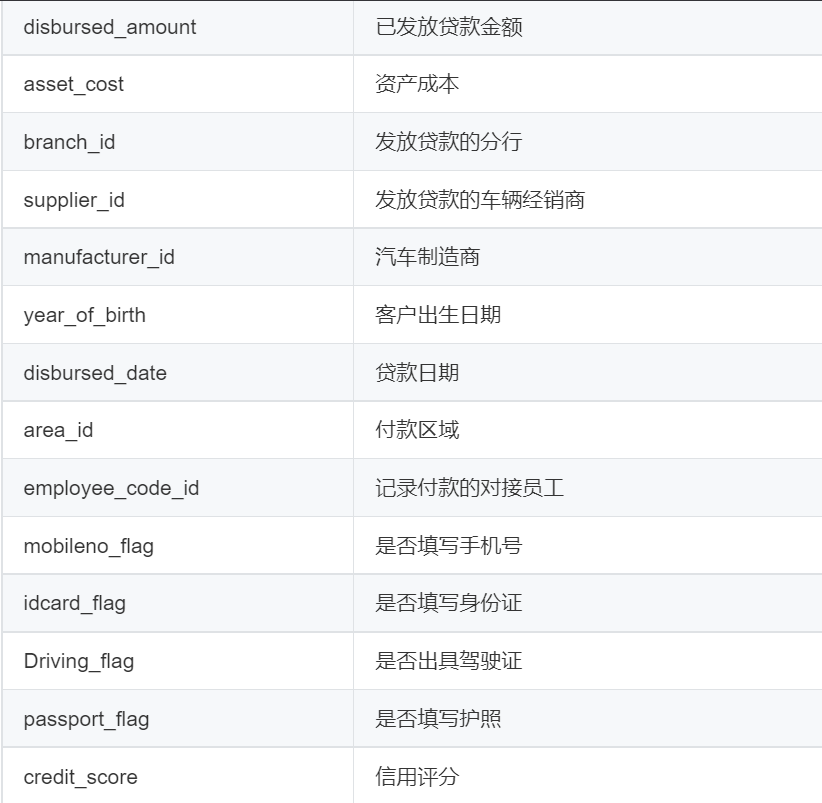 disbursed_amount 已发放贷款金额
asset_cost 资产成本
branch_id 发放贷款的分行
supplier_id 发放贷款的车辆经销商
manufacturer_id 汽车制造商
year_of_birth 客户出生日期
disbursed_date 贷款日期
area_id 付款区域
employee_code_id 记录付款的对接员工
mobileno_flag 是否填写手机号
idcard_flag 是否填写身份证
Driving_flag 是否出具驾驶证
passport_flag 是否填写护照
credit_score 信用评分